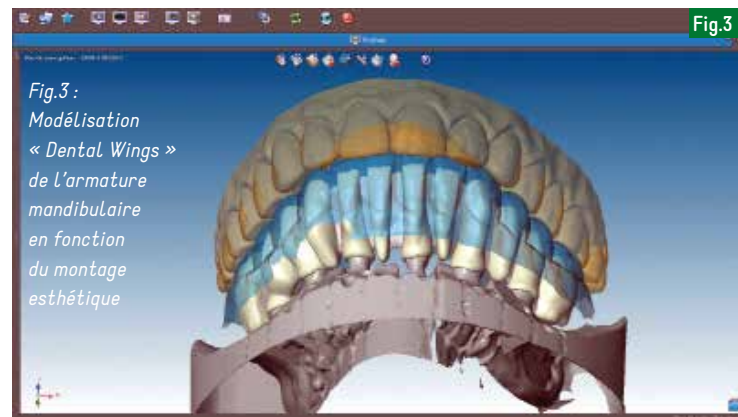 Fig.3
Fig.3 :
Modélisation
« Dental Wings »
de l'armature
mandibulaire
en fonction
du montage
esthétique